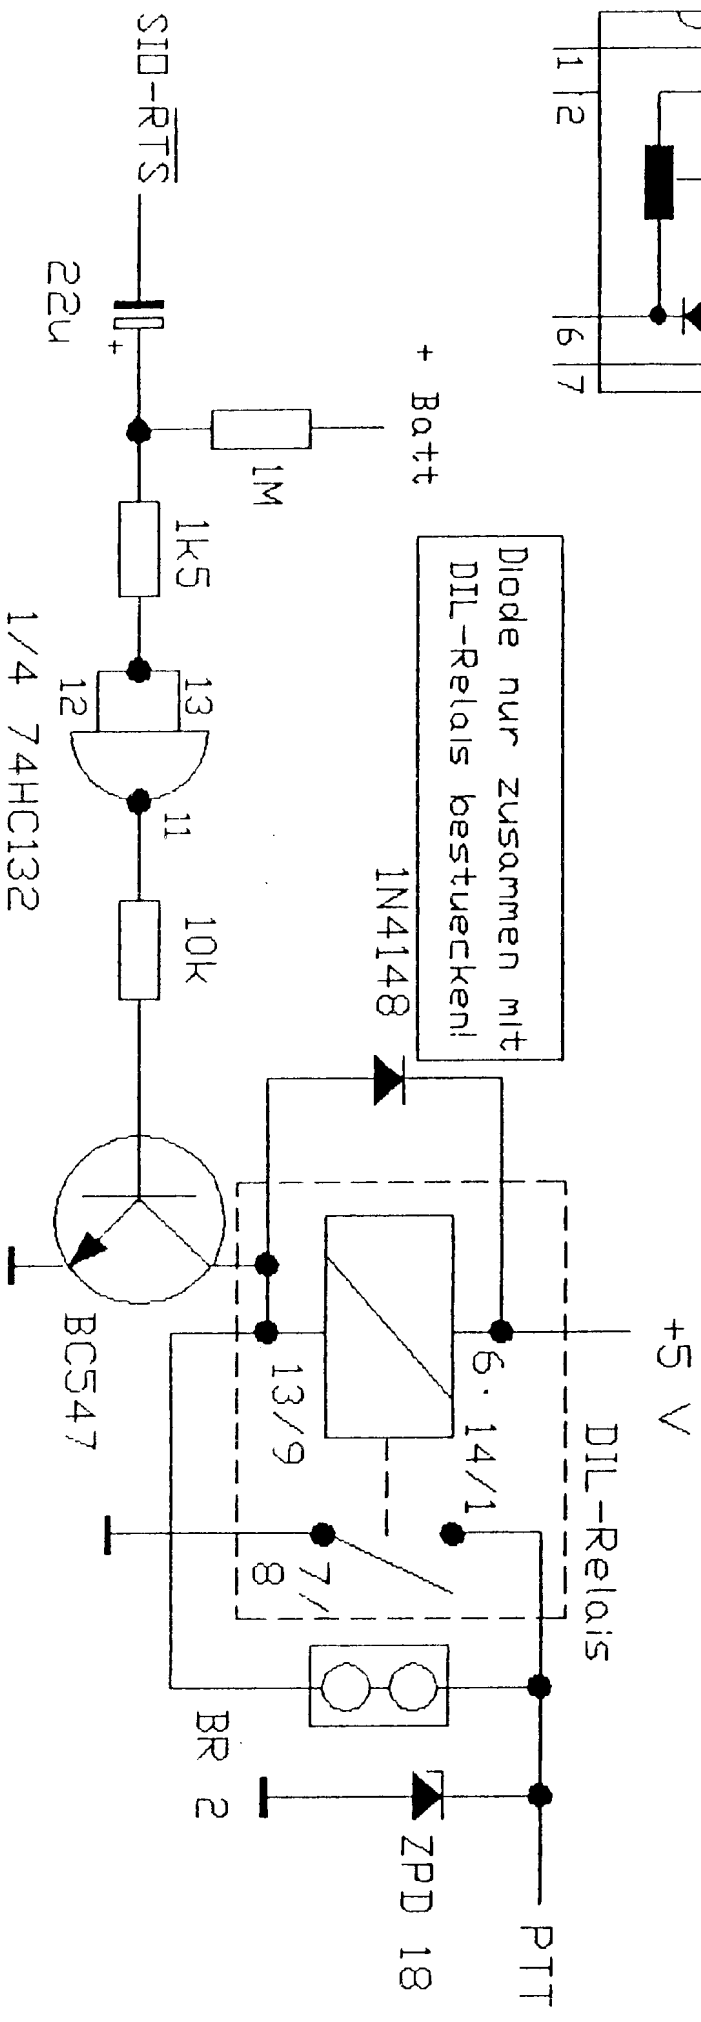 SIO-RTS
22u
+
+ Batt
1M
1k5
13
12
11
1/4 74HC132
10k
BC547
Diode nur zusammen mit
DIL-Relais bestuecken!
1N4148
+5 V
DIL-Relais
6 · 14/1
13/9
7/
8
BR 2
ZPD 18
PTT
1
2
6
7